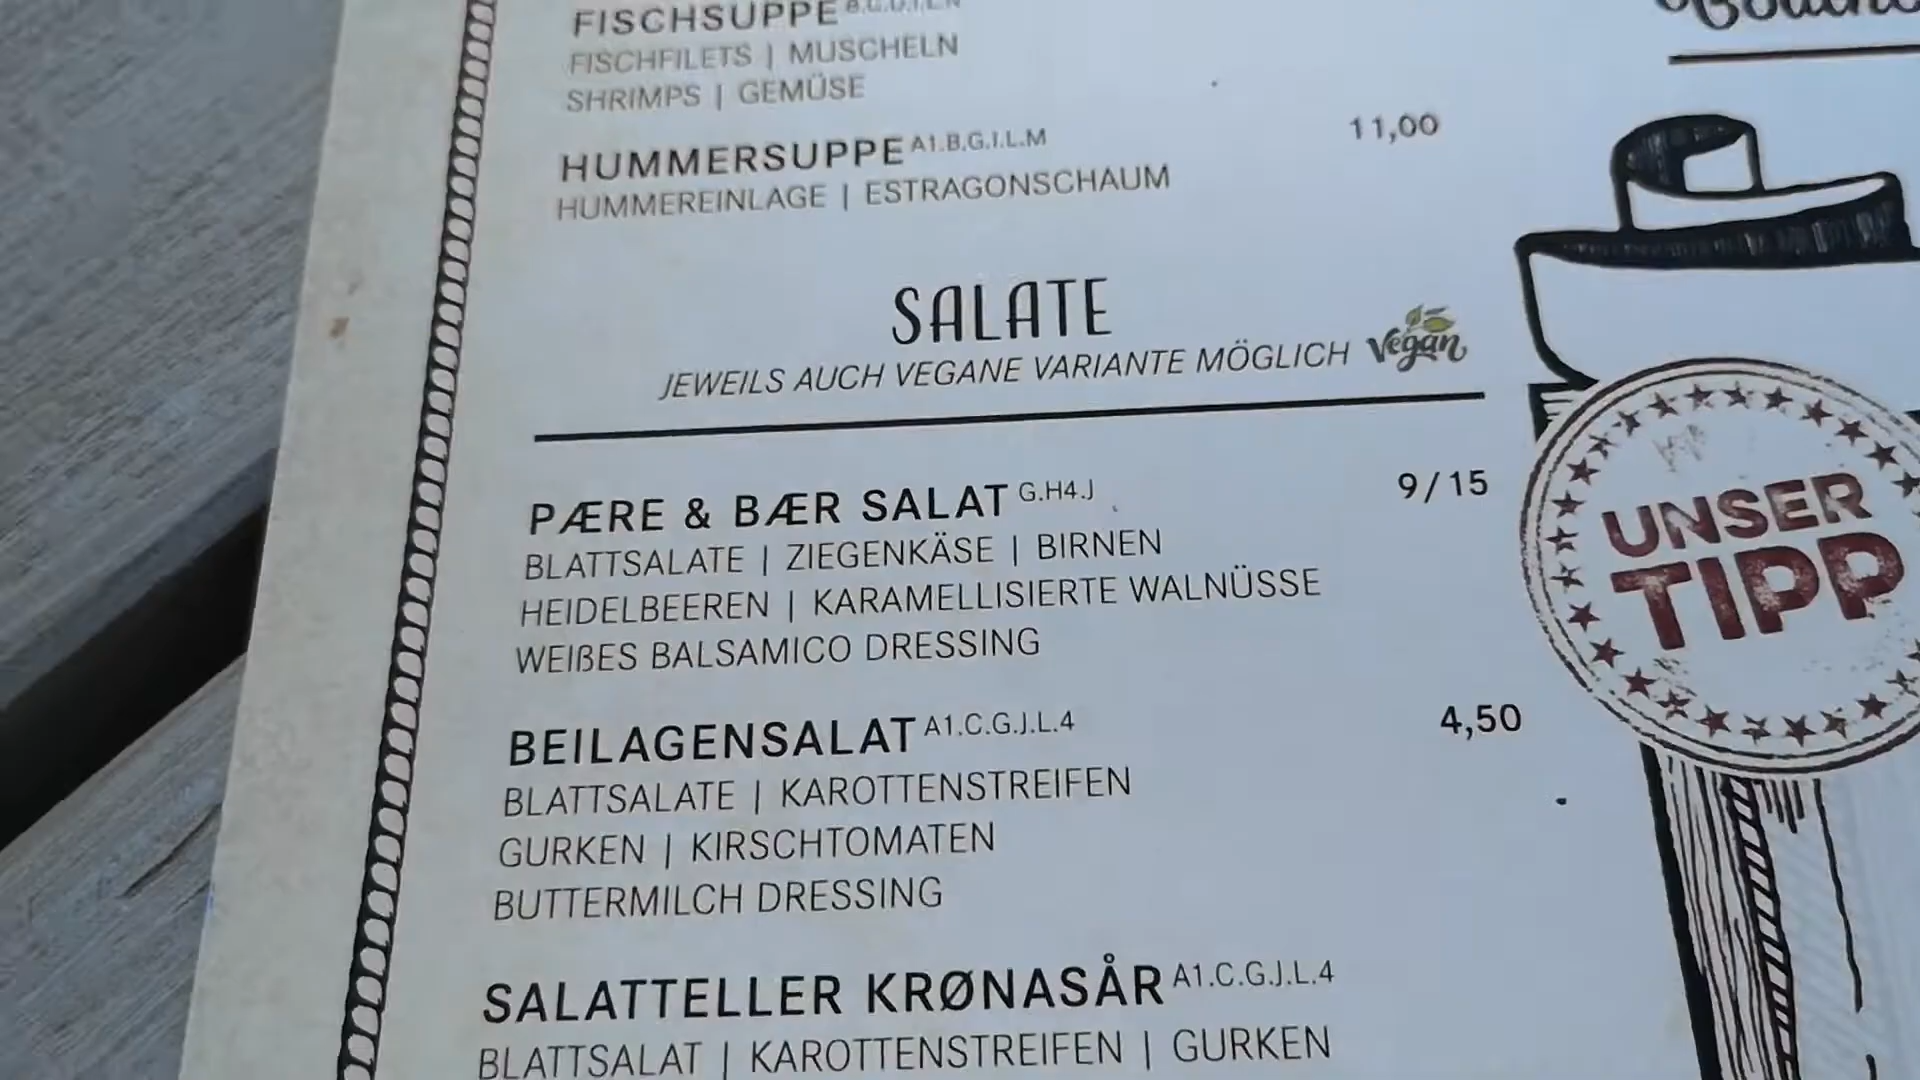 FISCHSUPPE
FISCHFILETS | MUSCHELN
SHRIMPS | GEMÜSE
HUMMERSUPPE A1.B.G.I.L.M 11,00
HUMMEREINLAGE | ESTRAGONSCHAUM
SALATE
JEWEILS AUCH VEGANE VARIANTE MÖGLICH Vegan
PÆRE & BÆR SALAT G.H4.J 9/15
BLATTSALATE | ZIEGENKÄSE | BIRNEN
HEIDELBEEREN | KARAMELLISIERTE WALNÜSSE
WEIßES BALSAMICO DRESSING
BEILAGENSALAT A1.C.G.J.L.4 4,50
BLATTSALATE | KAROTTENSTREIFEN
GURKEN | KIRSCHTOMATEN
BUTTERMILCH DRESSING
SALATTELLER KRØNASÅR A1.C.G.J.L.4
BLATTSALAT | KAROTTENSTREIFEN | GURKEN
UNSER
TIPP